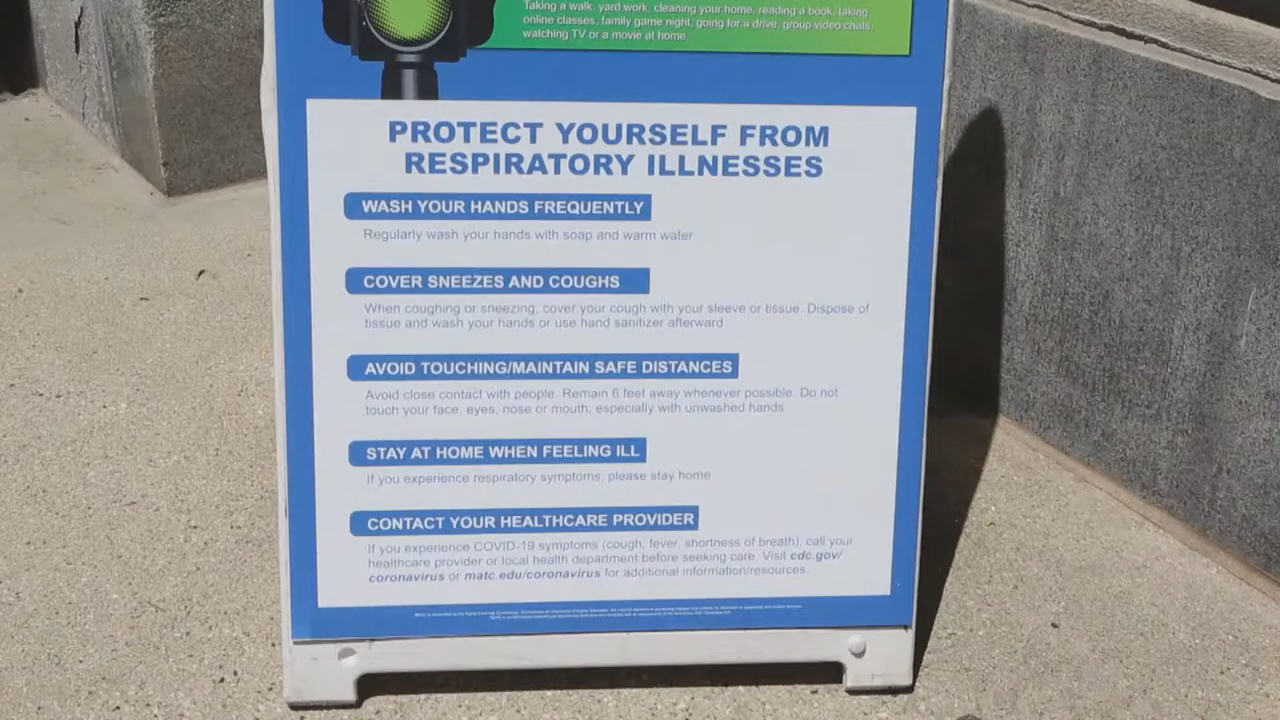 Taking a walk, yard work, cleaning your home, reading a book, taking
online classes, family game night, going for a drive, group video chats,
watching TV or a movie at home.
PROTECT YOURSELF FROM
RESPIRATORY ILLNESSES
WASH YOUR HANDS FREQUENTLY
Regularly wash your hands with soap and warm water
COVER SNEEZES AND COUGHS
When coughing or sneezing, cover your cough with your sleeve or tissue. Dispose of
tissue and wash your hands or use hand sanitizer afterward
AVOID TOUCHING/MAINTAIN SAFE DISTANCES
Avoid close contact with people. Remain 6 feet away whenever possible. Do not
touch your face, eyes, nose or mouth, especially with unwashed hands
STAY AT HOME WHEN FEELING ILL
If you experience respiratory symptoms, please stay home
CONTACT YOUR HEALTHCARE PROVIDER
If you experience COVID-19 symptoms (cough, fever, shortness of breath), call your
healthcare provider or local health department before seeking care. Visit cdc.gov/
coronavirus or matc.edu/coronavirus for additional information/resources.